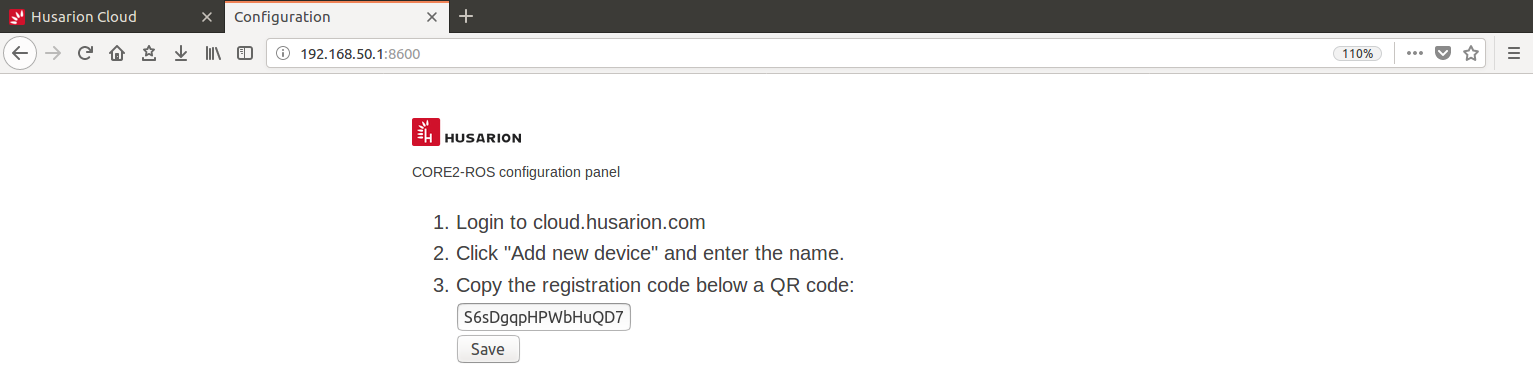 Husarion Cloud
Configuration
192.168.50.1:8600
110%
HUSARION
CORE2-ROS configuration panel
1. Login to cloud.husarion.com
2. Click "Add new device" and enter the name.
3. Copy the registration code below a QR code:
S6sDgqpHPWbHuQD7
Save